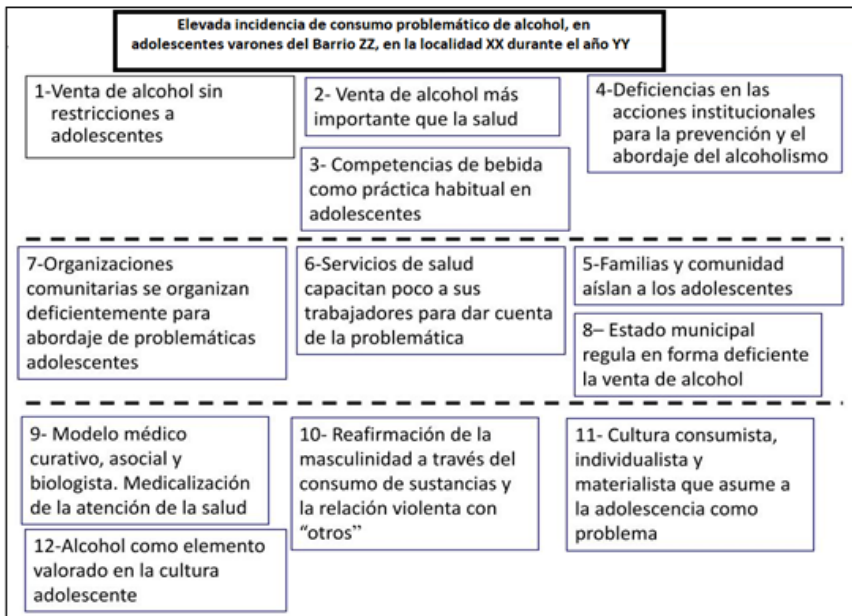 Elevada incidencia de consumo problemático de alcohol, en
adolescentes varones del Barrio ZZ, en la localidad XX durante el año YY
1-Venta de alcohol sin
restricciones a
adolescentes
2- Venta de alcohol más
importante que la salud
3- Competencias de bebida
como práctica habitual en
adolescentes
4-Deficiencias en las
acciones institucionales
para la prevención y el
abordaje del alcoholismo
7-Organizaciones
comunitarias se organizan
deficientemente para
abordaje de problemáticas
adolescentes
6-Servicios de salud
capacitan poco a sus
trabajadores para dar cuenta
de la problemática
5-Familias y comunidad
aíslan a los adolescentes
8– Estado municipal
regula en forma deficiente
la venta de alcohol
9- Modelo médico
curativo, asocial y
biologista. Medicalización
de la atención de la salud
10- Reafirmación de la
masculinidad a través del
consumo de sustancias y
la relación violenta con
“otros”
11- Cultura consumista,
individualista y
materialista que asume a
la adolescencia como
problema
12-Alcohol como elemento
valorado en la cultura
adolescente